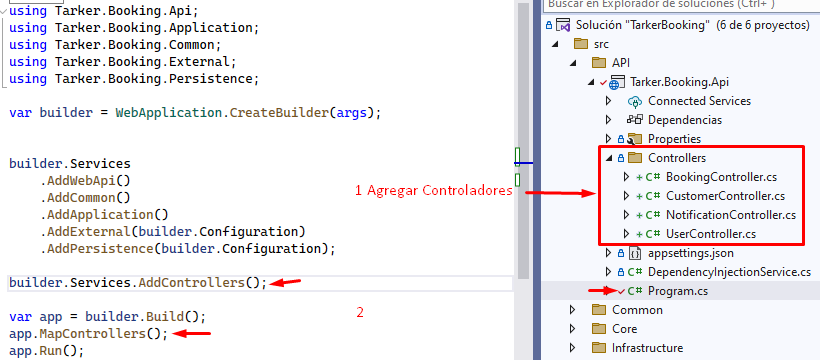 using Tarker.Booking.Api;
using Tarker.Booking.Application;
using Tarker.Booking.Common;
using Tarker.Booking.External;
using Tarker.Booking.Persistence;
var builder = WebApplication.CreateBuilder(args);
builder.Services
.AddWebApi()
.AddCommon()
.AddApplication()
.AddExternal(builder.Configuration)
.AddPersistence(builder.Configuration);
builder.Services.AddControllers();
var app = builder.Build();
app.MapControllers();
app.Run();
1 Agregar Controladores
2
Buscar en Explorador de soluciones (Ctrl+ )
Solución "TarkerBooking" (6 de 6 proyectos)
src
API
Tarker.Booking.Api
Connected Services
Dependencias
Properties
Controllers
C# BookingController.cs
C# CustomerController.cs
C# NotificationController.cs
C# UserController.cs
appsettings.json
C# DependencyInjectionService.cs
C# Program.cs
Common
Core
Infrastructure